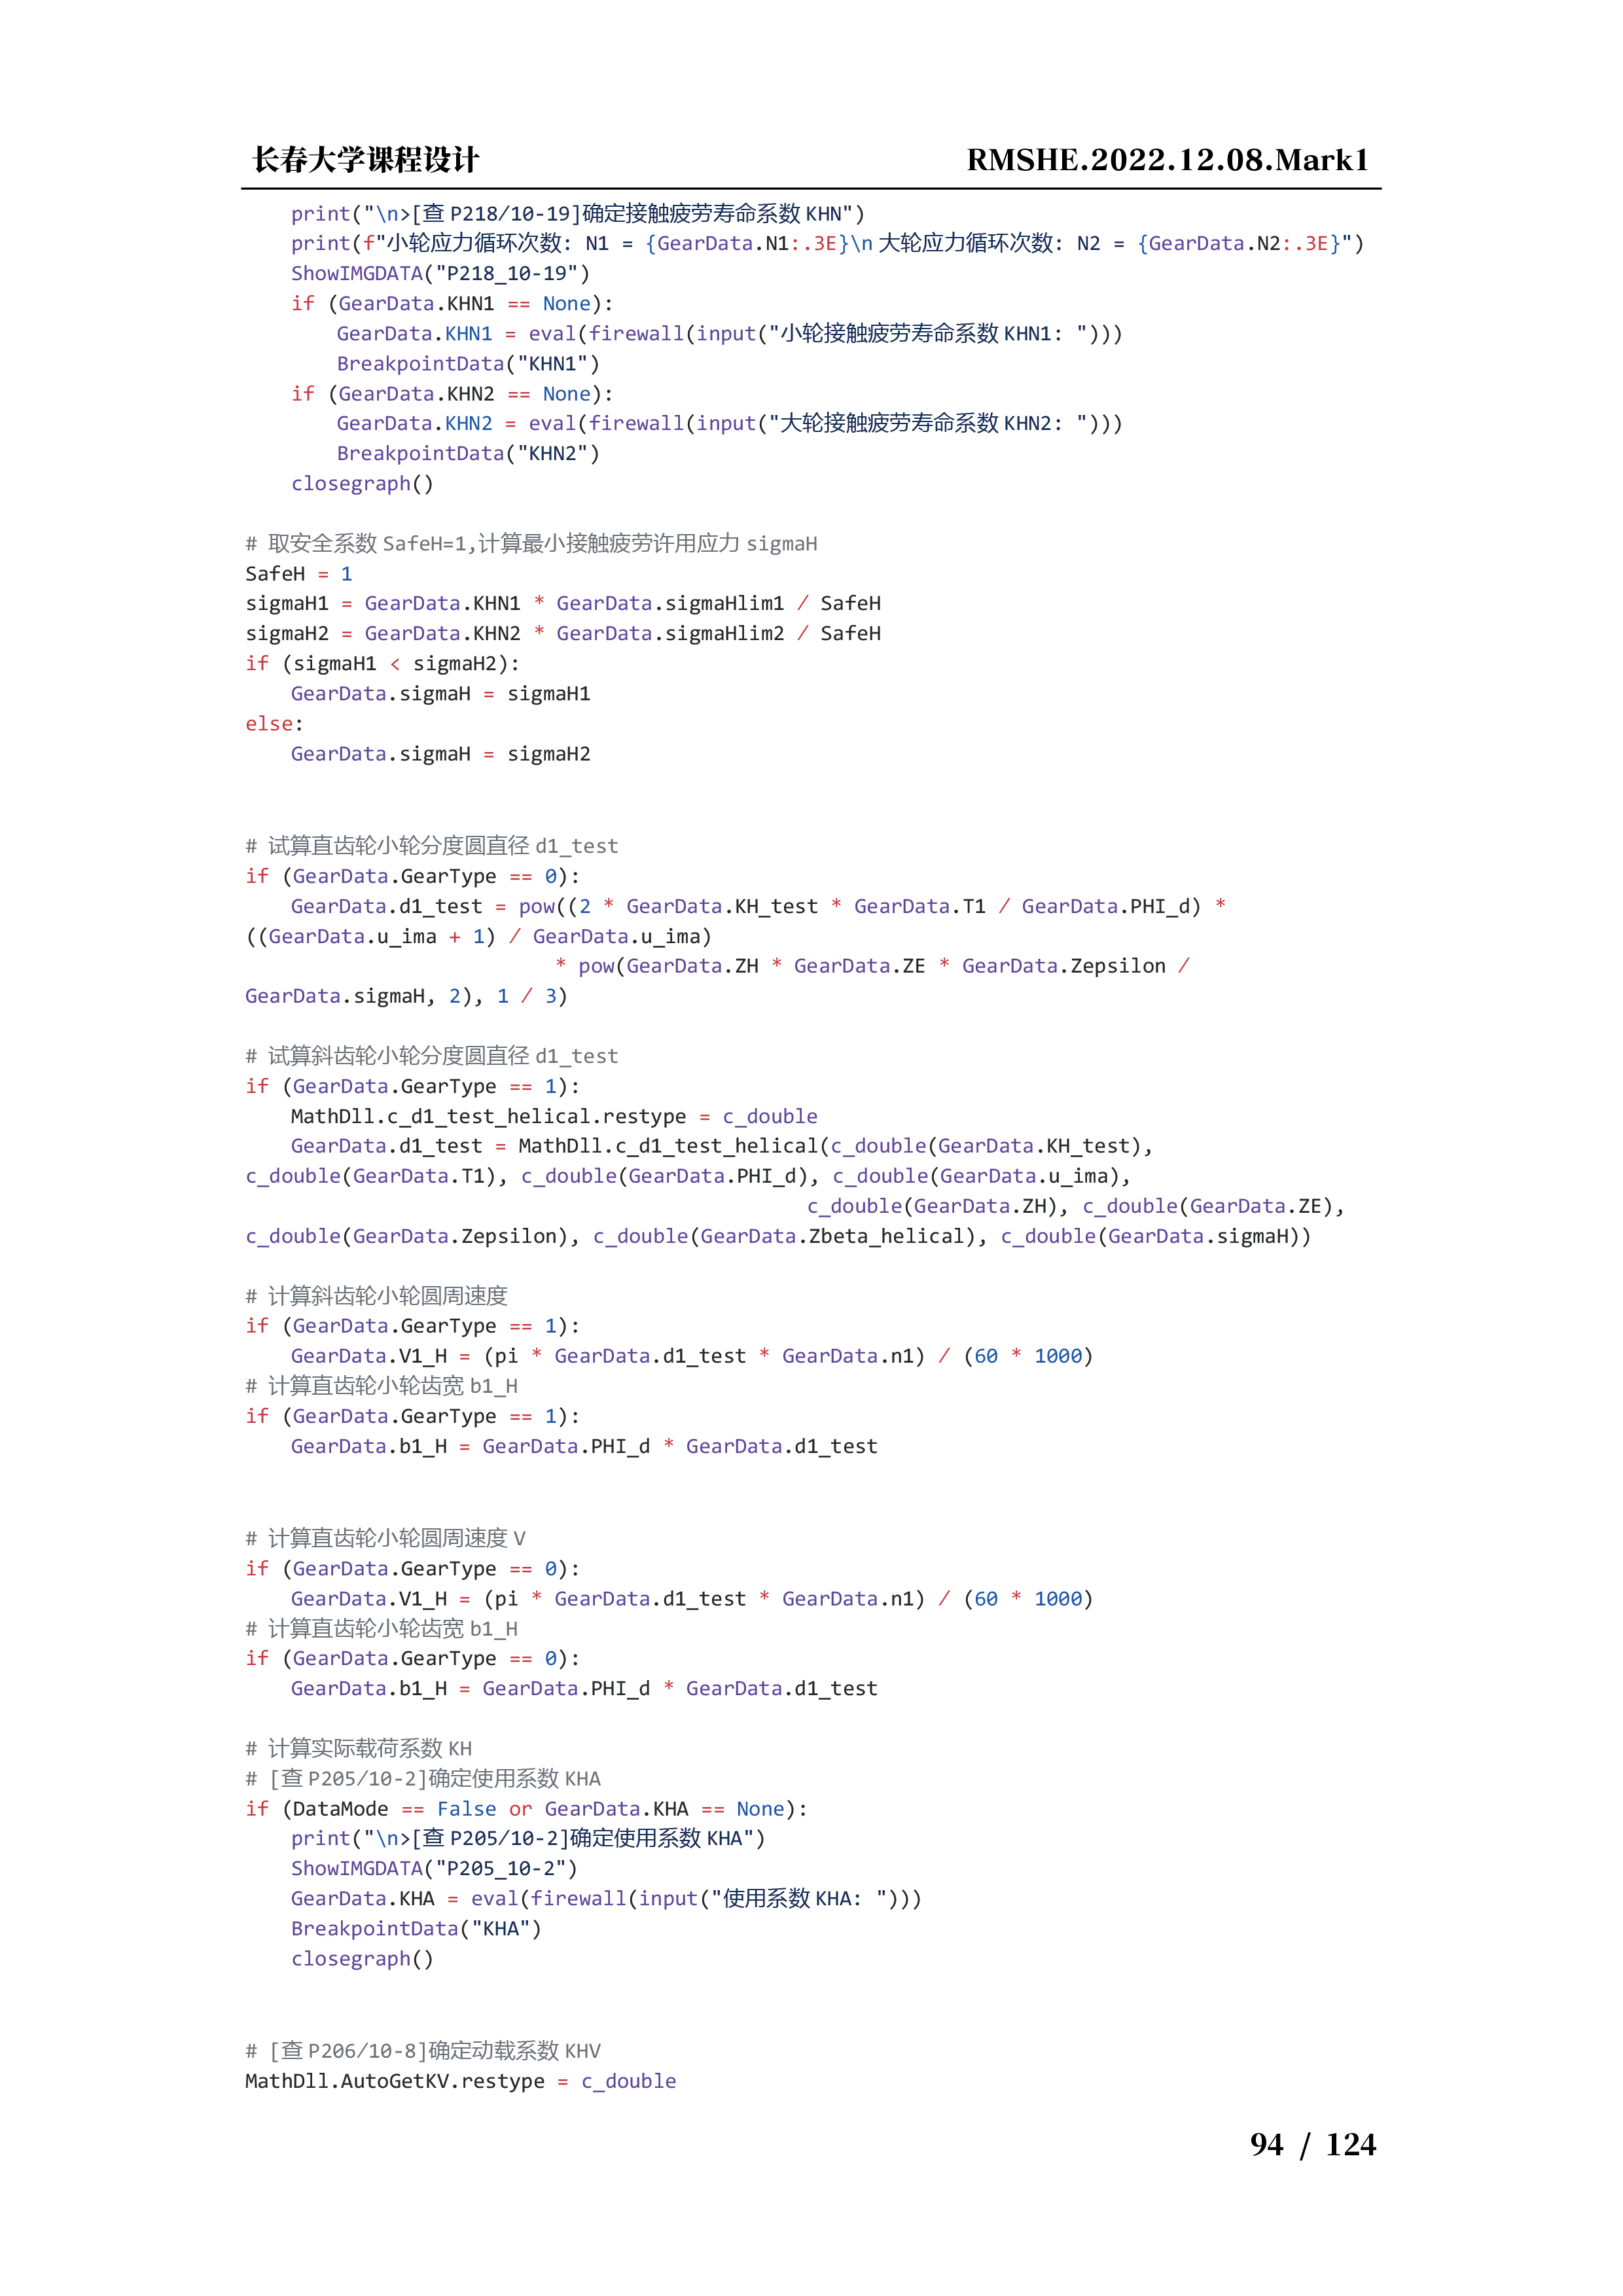 长春大学课程设计 RMSHE.2022.12.08.Mark1
    print("\n>[查 P218/10-19]确定接触疲劳寿命系数 KHN")
    print(f"小轮应力循环次数: N1 = {GearData.N1:.3E}\n 大轮应力循环次数: N2 = {GearData.N2:.3E}")
    ShowIMGDATA("P218_10-19")
    if (GearData.KHN1 == None):
        GearData.KHN1 = eval(firewall(input("小轮接触疲劳寿命系数 KHN1: ")))
        BreakpointData("KHN1")
    if (GearData.KHN2 == None):
        GearData.KHN2 = eval(firewall(input("大轮接触疲劳寿命系数 KHN2: ")))
        BreakpointData("KHN2")
    closegraph()

# 取安全系数 SafeH=1,计算最小接触疲劳许用应力 sigmaH
SafeH = 1
sigmaH1 = GearData.KHN1 * GearData.sigmaHlim1 / SafeH
sigmaH2 = GearData.KHN2 * GearData.sigmaHlim2 / SafeH
if (sigmaH1 < sigmaH2):
    GearData.sigmaH = sigmaH1
else:
    GearData.sigmaH = sigmaH2

# 试算直齿轮小轮分度圆直径 d1_test
if (GearData.GearType == 0):
    GearData.d1_test = pow((2 * GearData.KH_test * GearData.T1 / GearData.PHI_d) *
((GearData.u_ima + 1) / GearData.u_ima)
                           * pow(GearData.ZH * GearData.ZE * GearData.Zepsilon /
GearData.sigmaH, 2), 1 / 3)

# 试算斜齿轮小轮分度圆直径 d1_test
if (GearData.GearType == 1):
    MathDll.c_d1_test_helical.restype = c_double
    GearData.d1_test = MathDll.c_d1_test_helical(c_double(GearData.KH_test),
c_double(GearData.T1), c_double(GearData.PHI_d), c_double(GearData.u_ima),
                                                 c_double(GearData.ZH), c_double(GearData.ZE),
c_double(GearData.Zepsilon), c_double(GearData.Zbeta_helical), c_double(GearData.sigmaH))

# 计算斜齿轮小轮圆周速度
if (GearData.GearType == 1):
    GearData.V1_H = (pi * GearData.d1_test * GearData.n1) / (60 * 1000)
# 计算直齿轮小轮齿宽 b1_H
if (GearData.GearType == 1):
    GearData.b1_H = GearData.PHI_d * GearData.d1_test

# 计算直齿轮小轮圆周速度 V
if (GearData.GearType == 0):
    GearData.V1_H = (pi * GearData.d1_test * GearData.n1) / (60 * 1000)
# 计算直齿轮小轮齿宽 b1_H
if (GearData.GearType == 0):
    GearData.b1_H = GearData.PHI_d * GearData.d1_test

# 计算实际载荷系数 KH
# [查 P205/10-2]确定使用系数 KHA
if (DataMode == False or GearData.KHA == None):
    print("\n>[查 P205/10-2]确定使用系数 KHA")
    ShowIMGDATA("P205_10-2")
    GearData.KHA = eval(firewall(input("使用系数 KHA: ")))
    BreakpointData("KHA")
    closegraph()

# [查 P206/10-8]确定动载系数 KHV
MathDll.AutoGetKV.restype = c_double
94 / 124